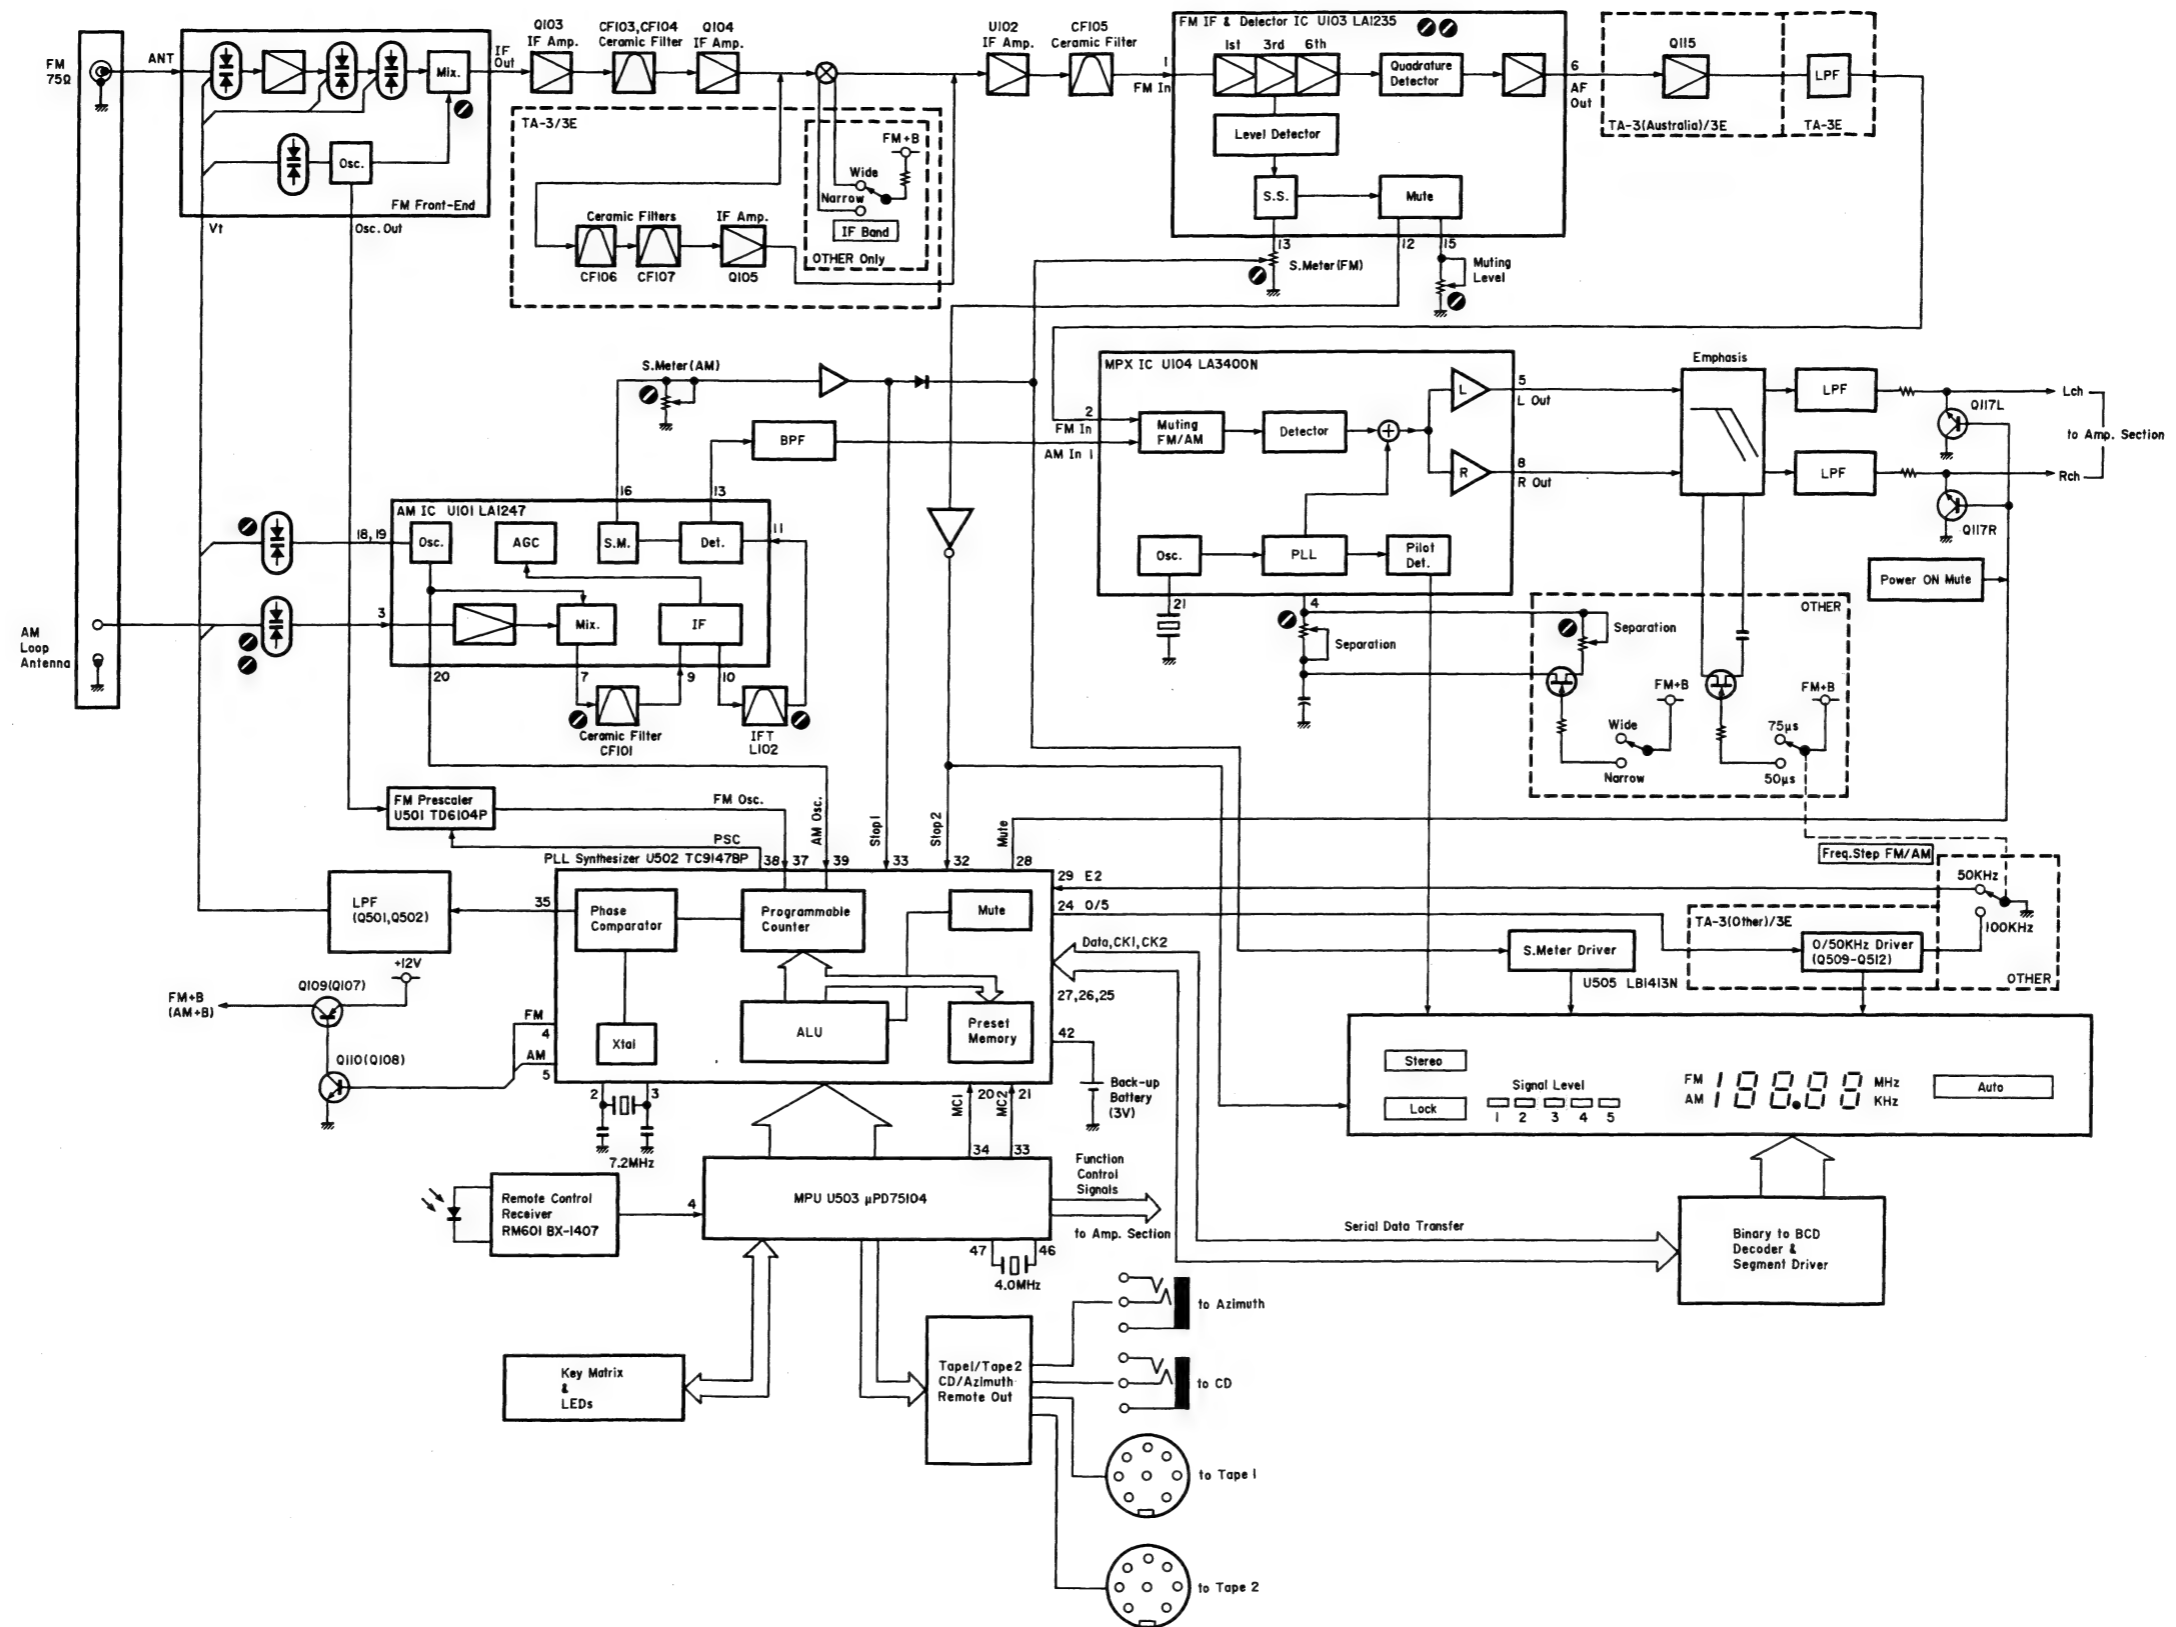 FM
75Ω
ANT
Mix.
Osc.
FM Front-End
Vt
Osc. Out
IF
Out
Q103
IF Amp.
CF103,CF104
Ceramic Filter
Q104
IF Amp.
TA-3/3E
FM+B
Wide
Narrow
IF Band
OTHER Only
Ceramic Filters
IF Amp.
CF106
CF107
Q105
U102
IF Amp.
CF105
Ceramic Filter
1
FM In
FM IF & Detector IC U103 LA1235
1st
3rd
6th
Quadrature
Detector
Level Detector
S.S.
Mute
6
AF
Out
13
12
15
S.Meter(FM)
Muting
Level
Q115
TA-3(Australia)/3E
LPF
TA-3E
S.Meter(AM)
BPF
16
13
AM IC U101 LA1247
11
18,19
Osc.
AGC
S.M.
Det.
3
Mix.
IF
20
7
9
10
Ceramic Filter
CF101
IFT
L102
AM
Loop
Antenna
MPX IC U104 LA3400N
2
FM In
AM In 1
Muting
FM/AM
Detector
L
R
5
L Out
8
R Out
Osc.
PLL
Pilot
Det.
21
4
Separation
Emphasis
LPF
LPF
Q117L
Q117R
Lch
to Amp. Section
Rch
Power ON Mute
OTHER
Separation
FM+B
Wide
Narrow
FM+B
75µs
50µs
FM Prescaler
U501 TD6104P
FM Osc.
PSC
AM Osc.
Stop1
Stop2
Mute
PLL Synthesizer U502 TC9147BP
38
37
39
33
32
28
LPF
(Q501,Q502)
35
Phase
Comparator
Programmable
Counter
Mute
29 E2
24 0/5
Data,CK1,CK2
27,26,25
42
Xtal
ALU
Preset
Memory
+12V
Q109(Q107)
FM+B
(AM+B)
Q110(Q108)
FM
4
AM
5
2
3
7.2MHz
MC1
20
MC2
21
Back-up
Battery
(3V)
Freq.Step FM/AM
50KHz
100KHz
OTHER
TA-3(Other)/3E
0/50KHz Driver
(Q509-Q512)
S.Meter Driver
U505 LB1413N
Stereo
Lock
Signal Level
1 2 3 4 5
FM
AM
188.88
MHz
KHz
Auto
Remote Control
Receiver
RM601 BX-1407
4
34
33
MPU U503 µPD75104
47
46
4.0MHz
Function
Control
Signals
to Amp. Section
Serial Data Transfer
Binary to BCD
Decoder &
Segment Driver
Key Matrix
&
LEDs
Tape1/Tape2
CD/Azimuth
Remote Out
to Azimuth
to CD
to Tape 1
to Tape 2